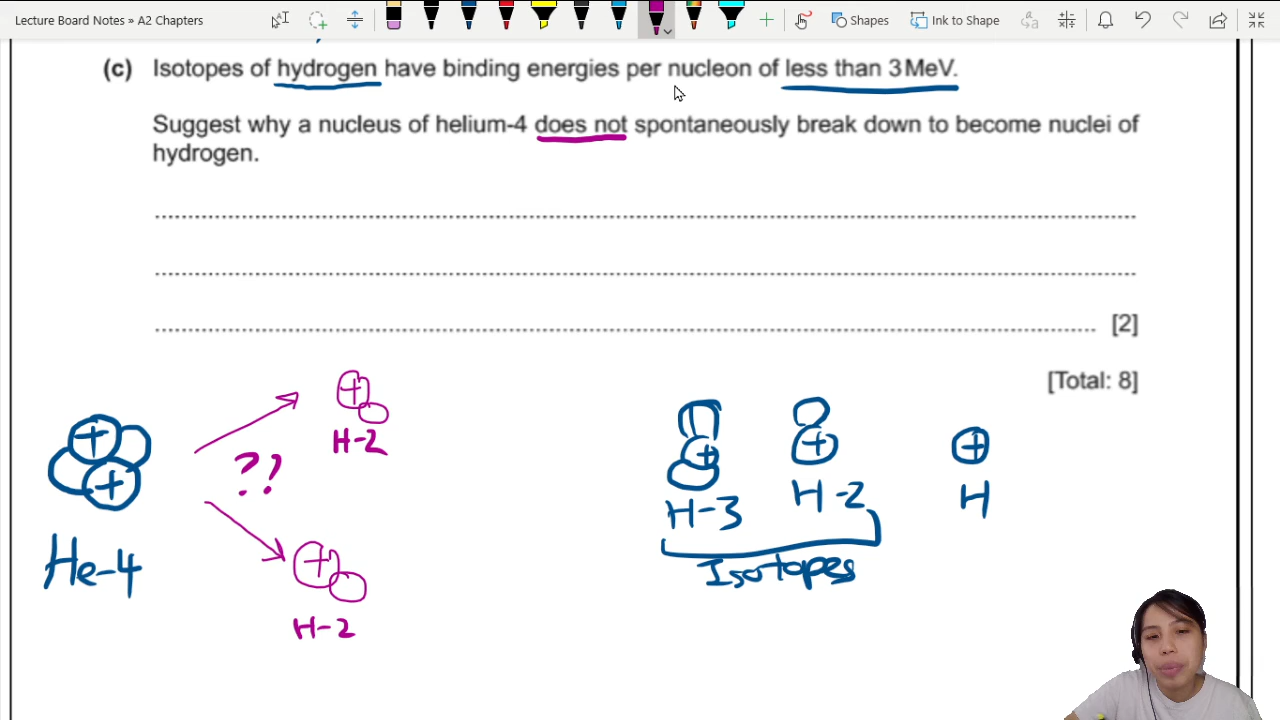 Lecture Board Notes » A2 Chapters
Shapes
Ink to Shape
(c) Isotopes of hydrogen have binding energies per nucleon of less than 3 MeV.
Suggest why a nucleus of helium-4 does not spontaneously break down to become nuclei of
hydrogen.
[2]
[Total: 8]
+
+
He-4
??
+
H-2
+
H-2
+
H-3
+
H-2
+
H
Isotopes